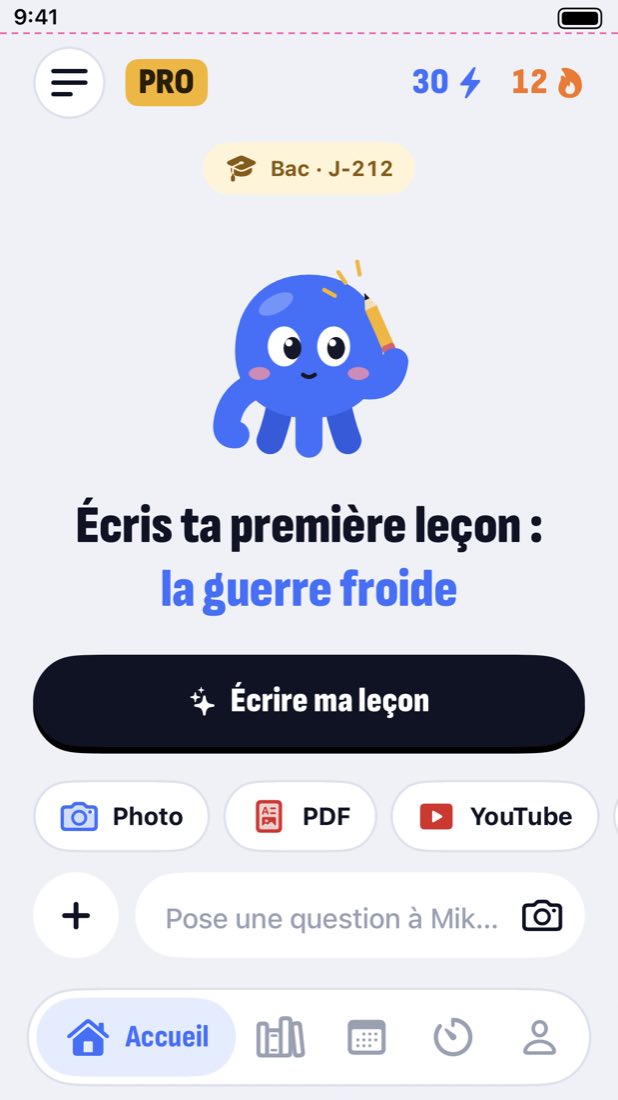 9:41
PRO
30
12
Bac · J-212
Écris ta première leçon :
la guerre froide
Écrire ma leçon
Photo
PDF
YouTube
Pose une question à Mik...
Accueil